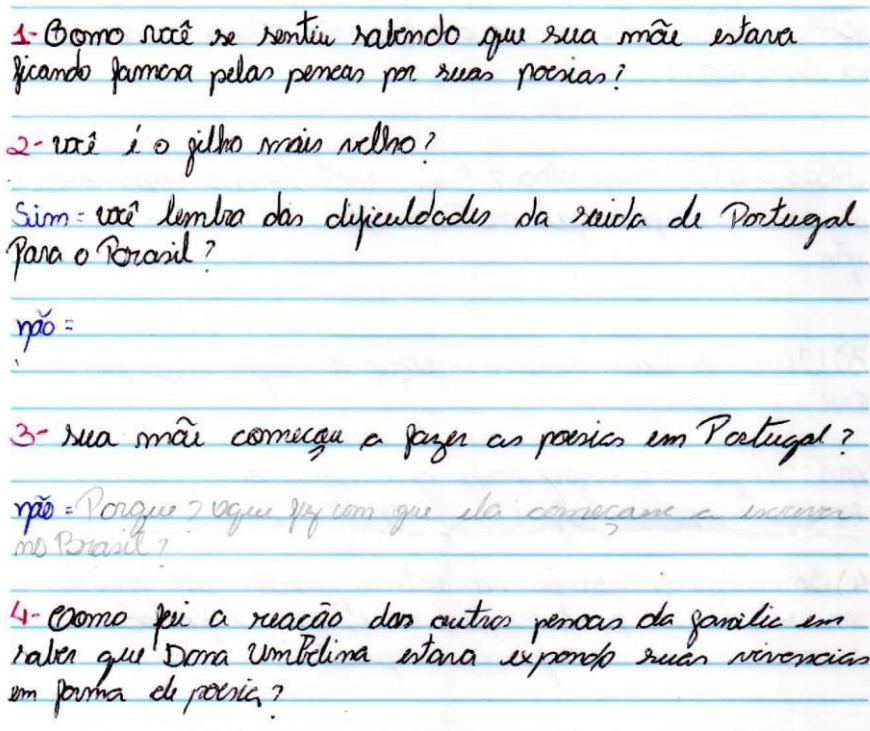 1- Como você se sentiu sabendo que sua mãe estava
ficando famosa pelas pessoas por suas poesias?
2- você é o filho mais velho?
Sim = você lembra das dificuldades da saída de Portugal
Para o Brasil?
não =
3- sua mãe começou a fazer as poesias em Portugal?
não = Porque? oque fez com que ela começasse a escrever
no Brasil?
4- Como foi a reação das outras pessoas da familia em
saber que Dona Umbelina estava expondo suas vivencias
em forma de poesia?